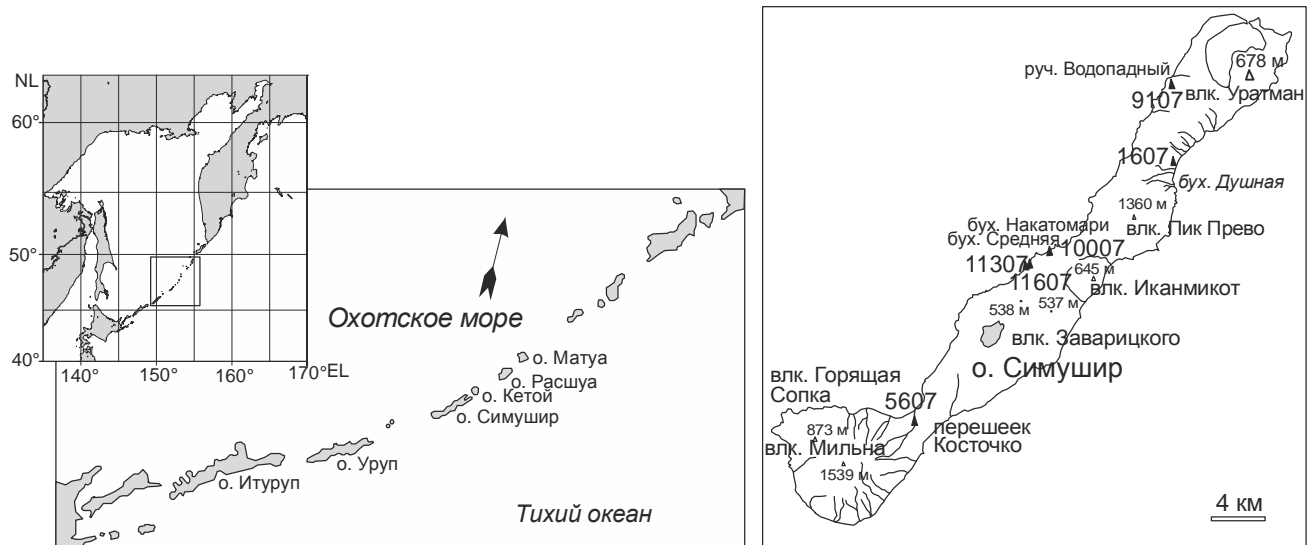 NL
60°
50°
40°
140°
150°
160°
170°EL
Охотское море
о. Матуа
о. Расшуа
о. Кетой
о. Симушир
о. Уруп
о. Итуруп
Тихий океан
678 м
руч. Водопадный
влк. Уратман
9107
1607
бух. Душная
1360 м
влк. Пик Прево
бух. Накатомари
бух. Средняя
10007
11307
645 м
11607
влк. Иканмикот
538 м
537 м
влк. Заварицкого
о. Симушир
влк. Горящая
Сопка
5607
873 м
перешеек
Косточко
влк. Мильна
1539 м
4 км